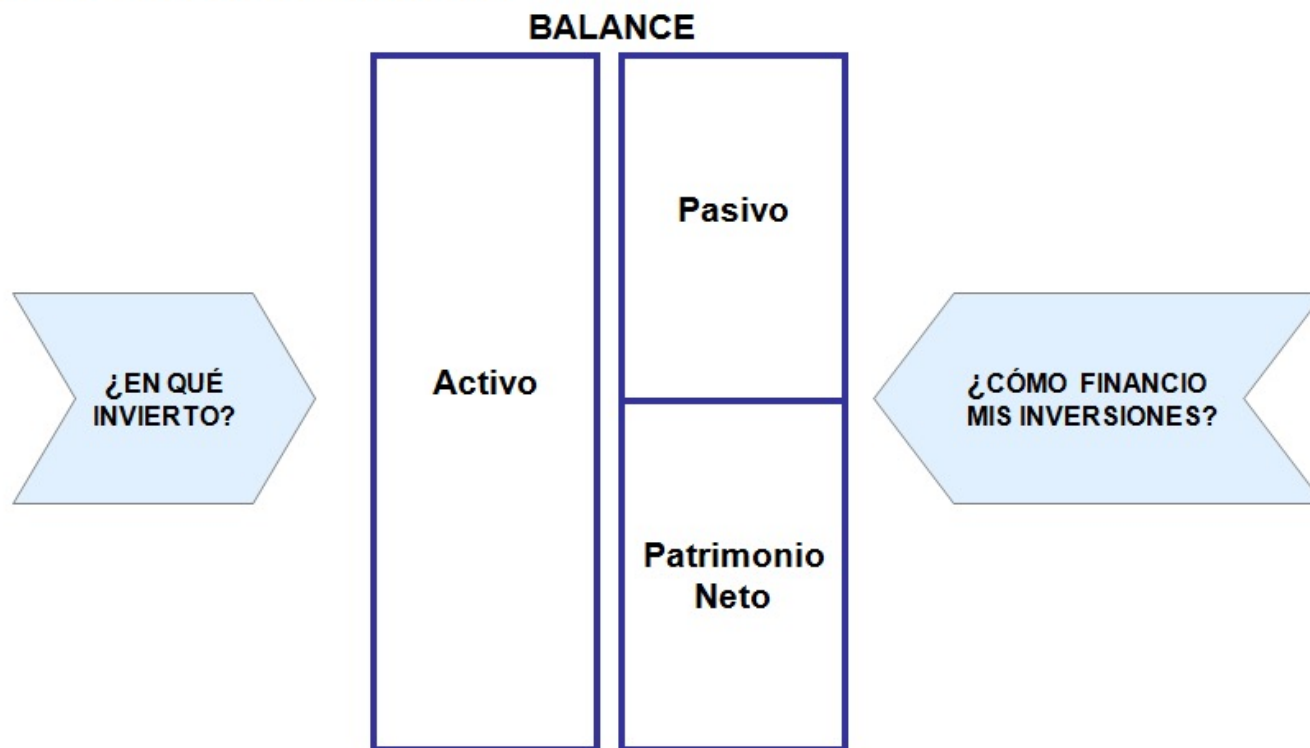 BALANCE
Pasivo
¿EN QUÉ
INVIERTO?
Activo
¿CÓMO FINANCIO
MIS INVERSIONES?
Patrimonio
Neto